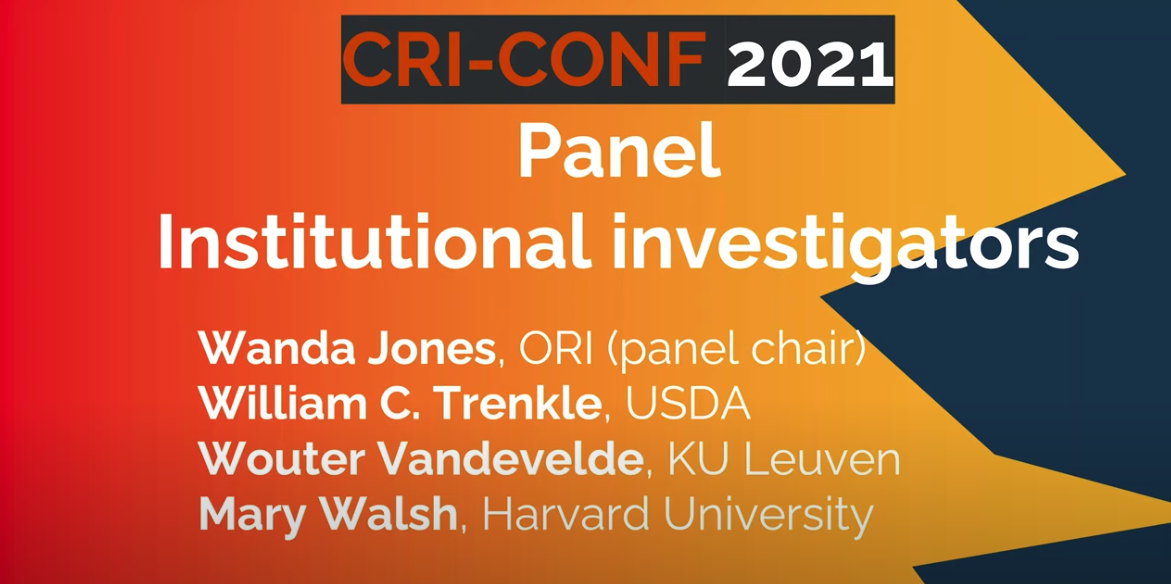 CRI-CONF 2021
Panel
Institutional investigators
Wanda Jones, ORI (panel chair)
William C. Trenkle, USDA
Wouter Vandevelde, KU Leuven
Mary Walsh, Harvard University